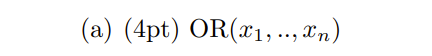 (a) (4pt) OR(x₁, .., xₙ)